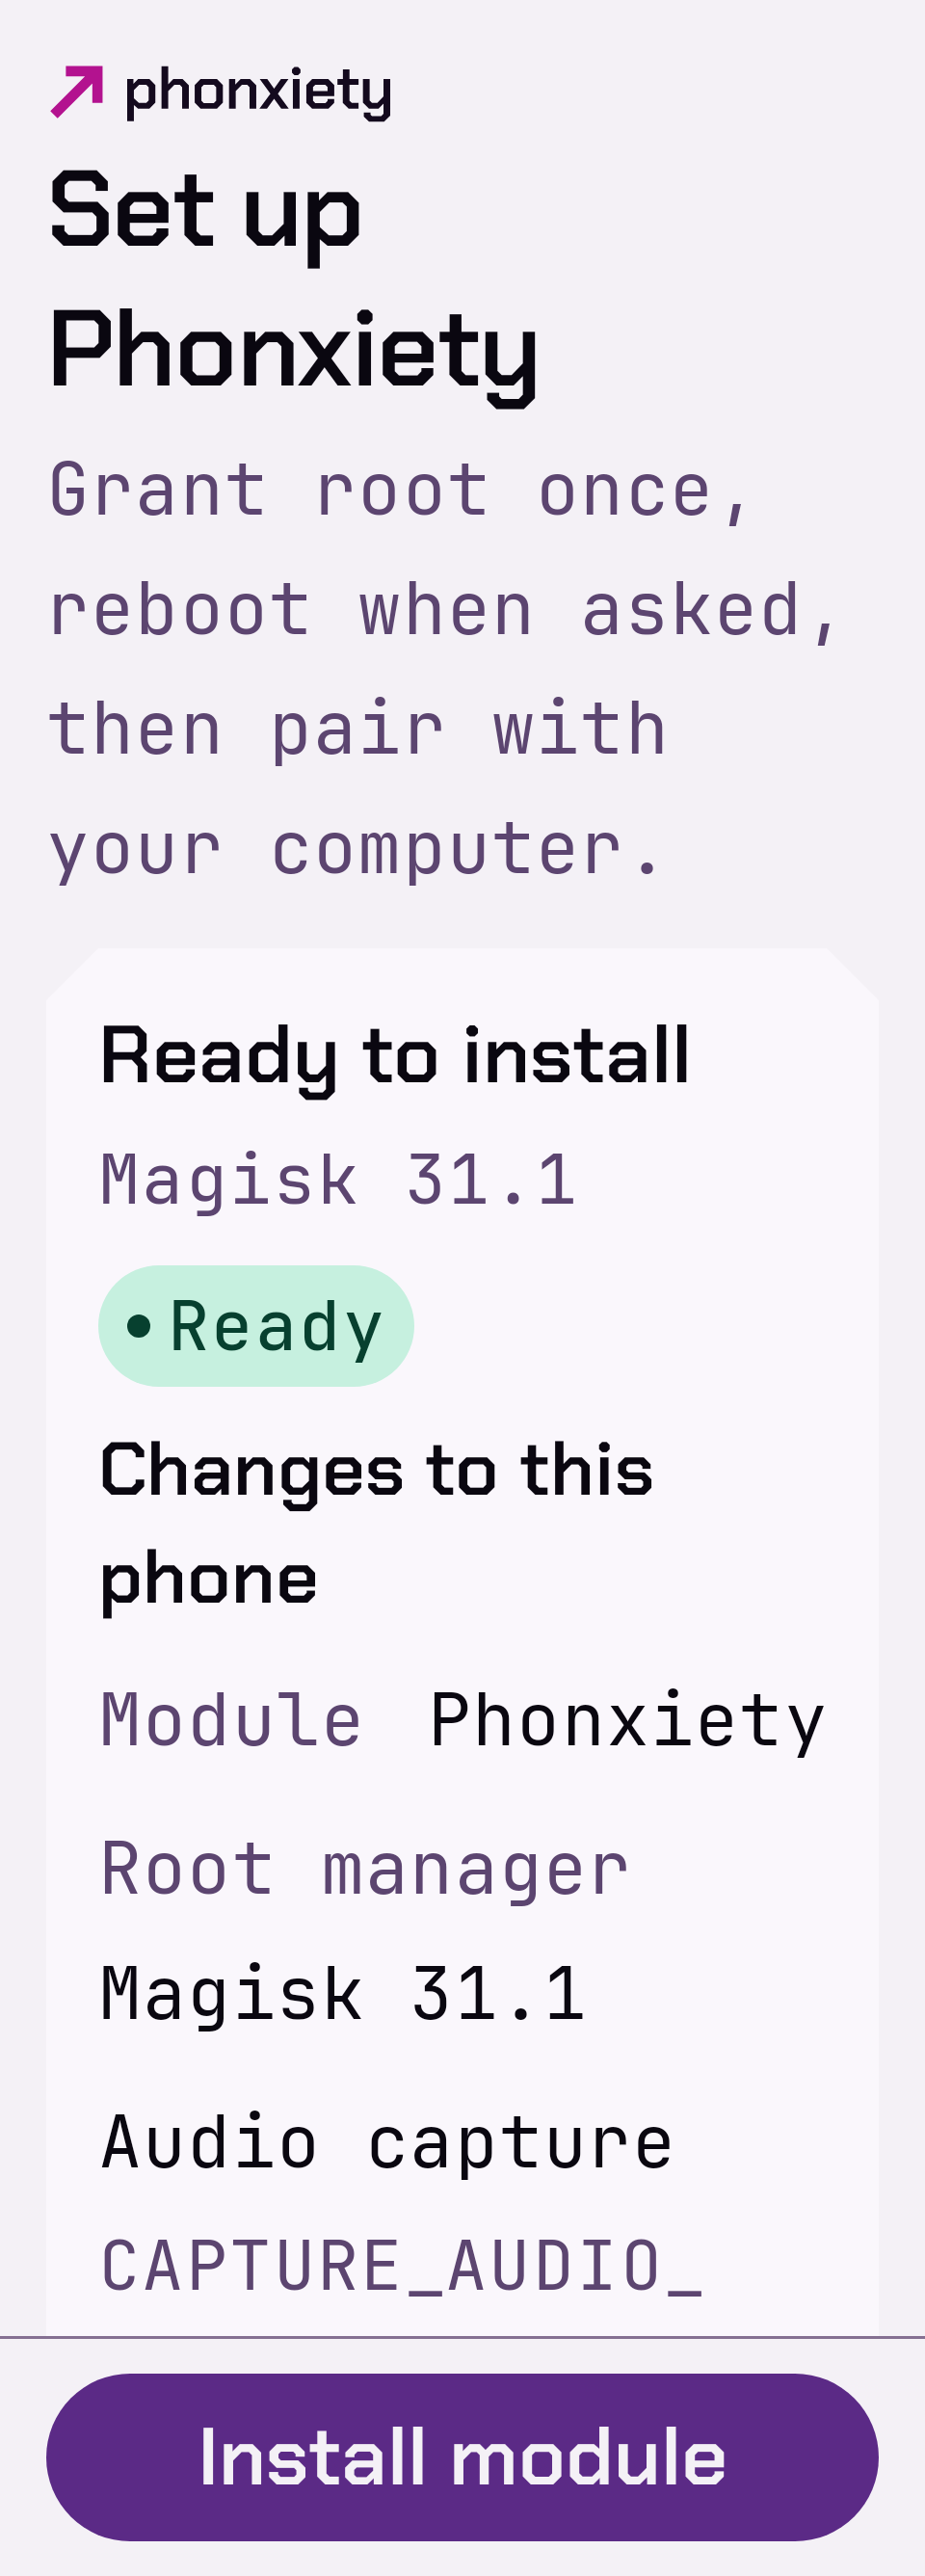 phonxiety
Set up
Phonxiety
Grant root once,
reboot when asked,
then pair with
your computer.
Ready to install
Magisk 31.1
Ready
Changes to this
phone
Module Phonxiety
Root manager
Magisk 31.1
Audio capture
CAPTURE_AUDIO_
Install module